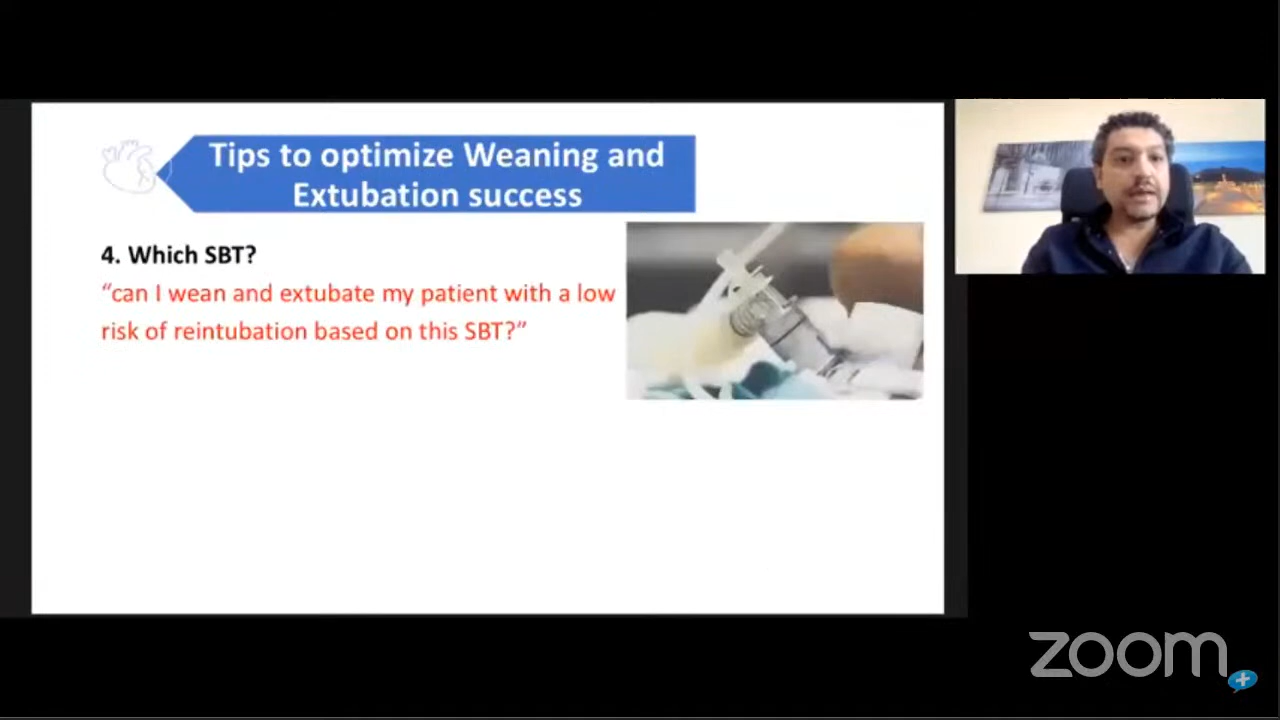 Tips to optimize Weaning and
Extubation success
4. Which SBT?
“can I wean and extubate my patient with a low
risk of reintubation based on this SBT?”
zoom